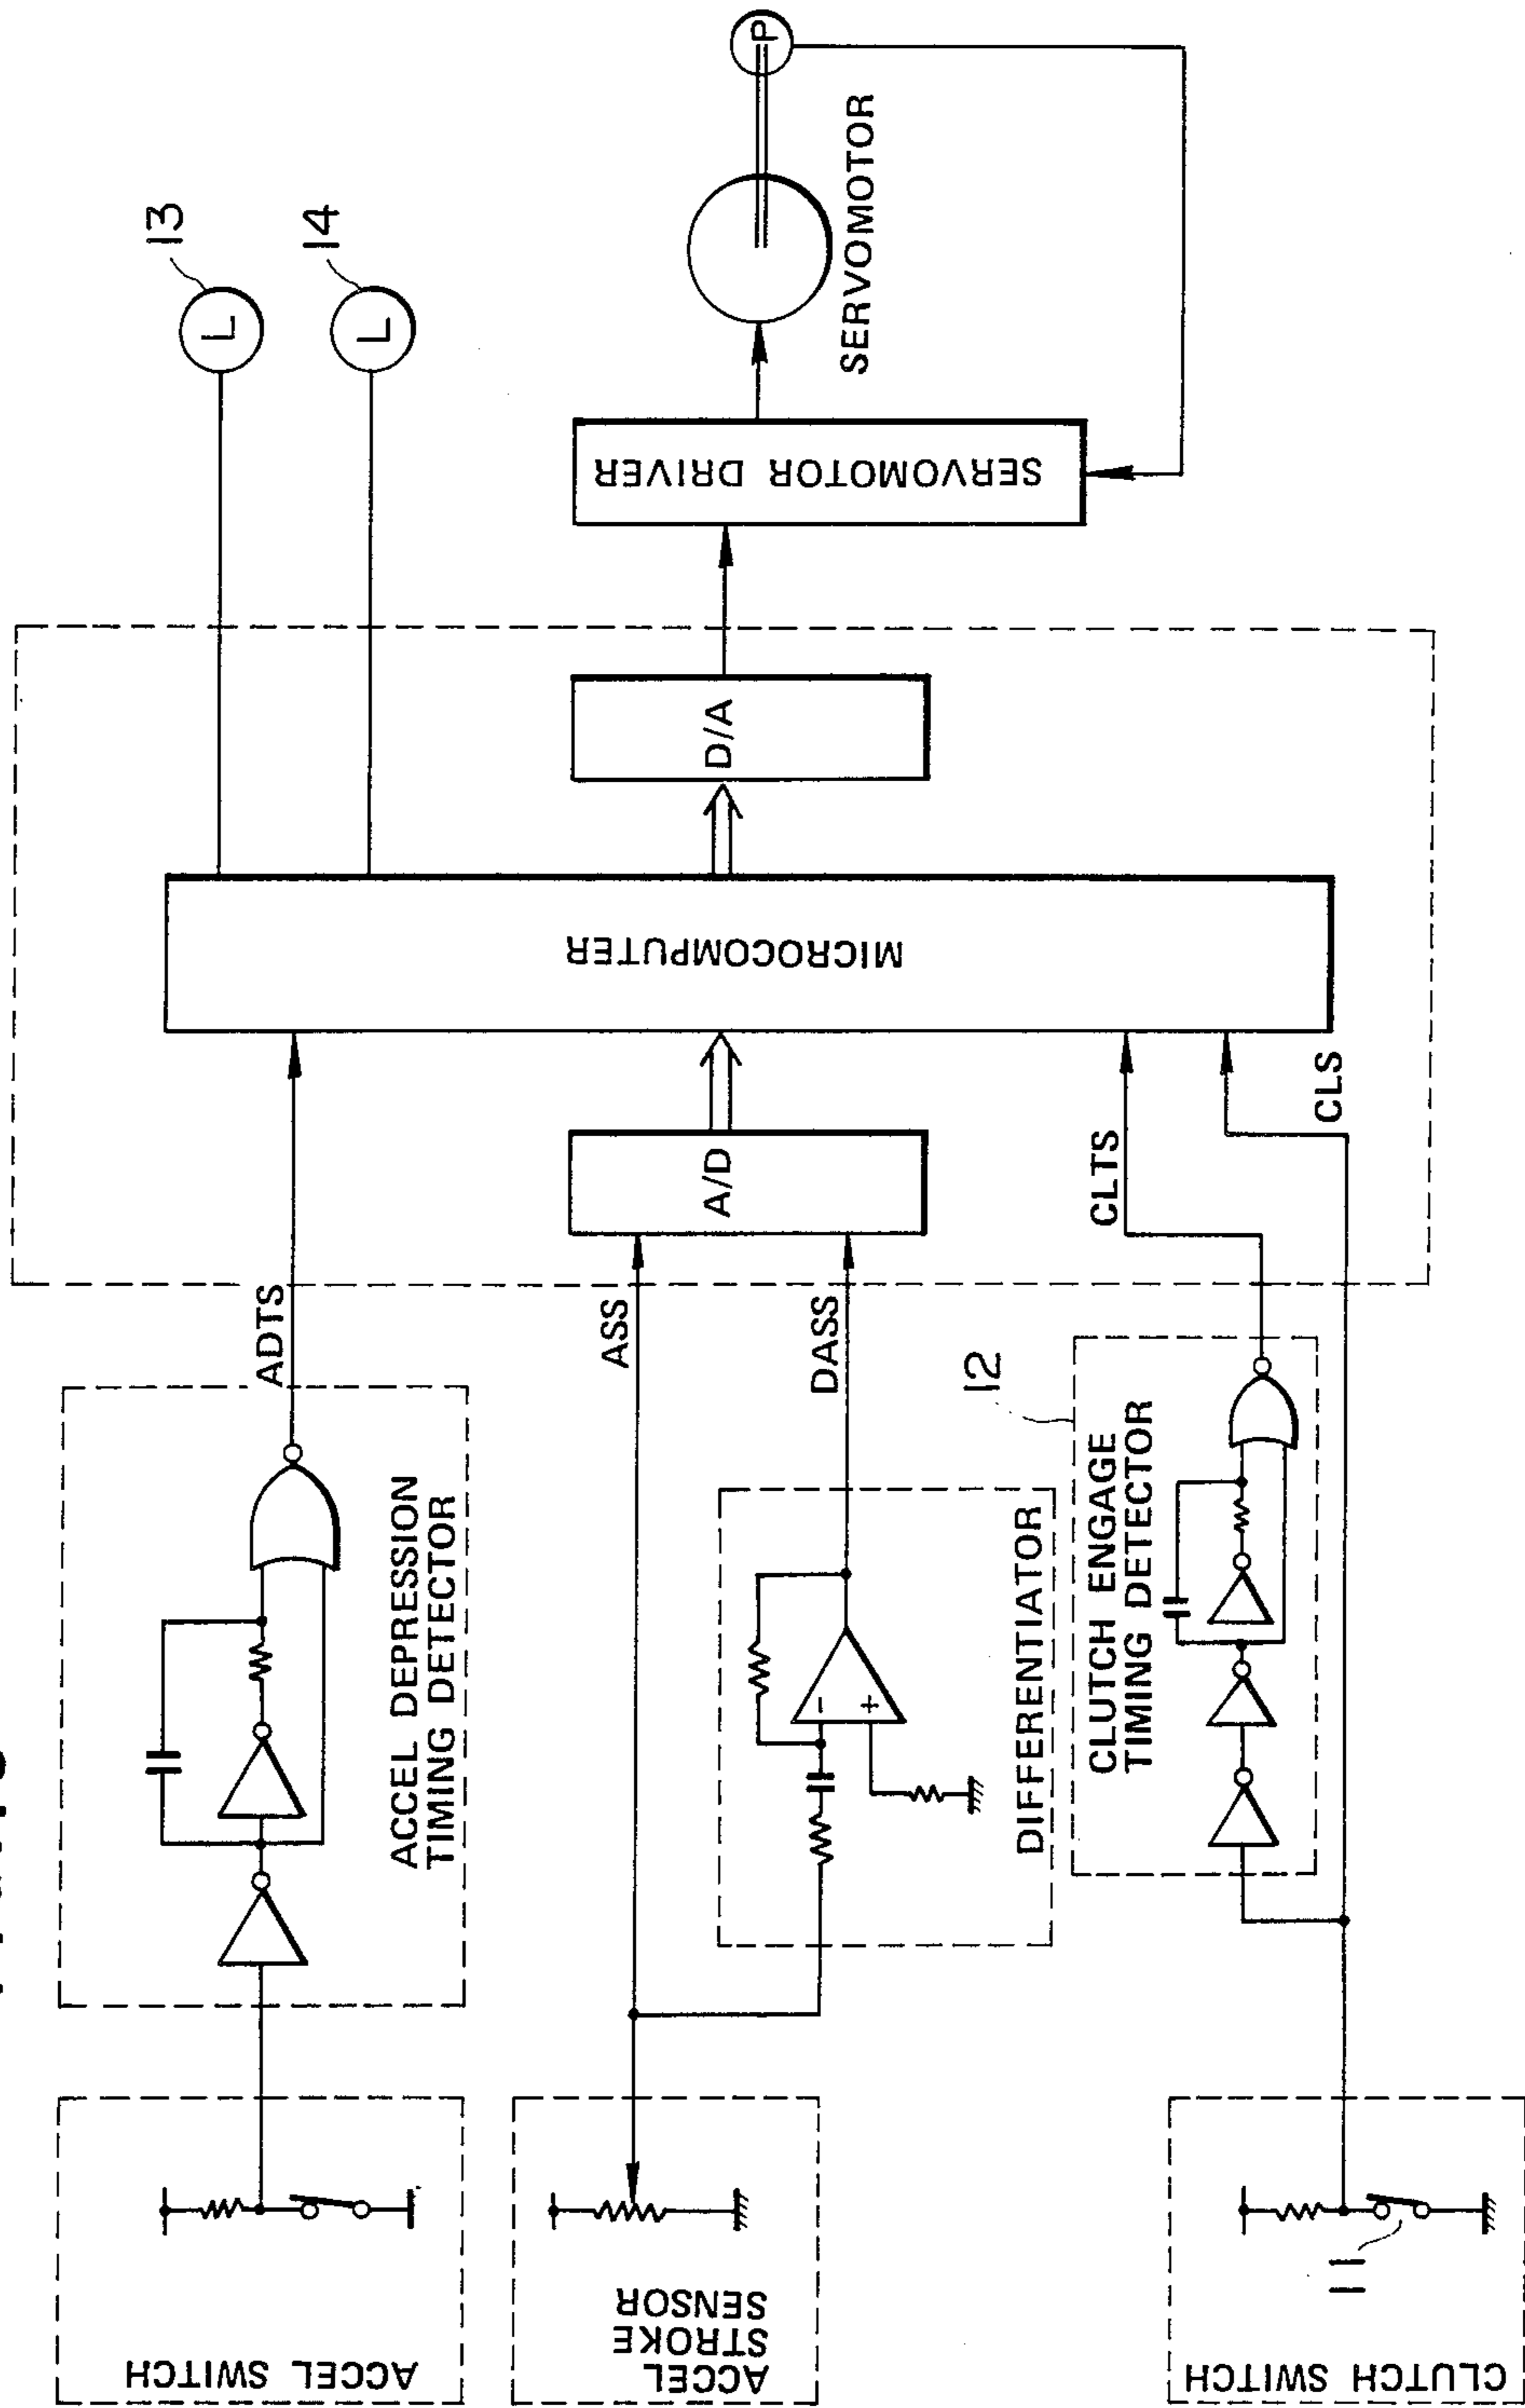 ACCEL SWITCH
ACCEL DEPRESSION
TIMING DETECTOR
ADTS
13
L
14
L
ACCEL
STROKE
SENSOR
ASS
DASS
-
+
DIFFERENTIATOR
A/D
MICROCOMPUTER
D/A
SERVOMOTOR DRIVER
SERVOMOTOR
P
12
CLUTCH ENGAGE
TIMING DETECTOR
CLTS
CLS
CLUTCH SWITCH
11